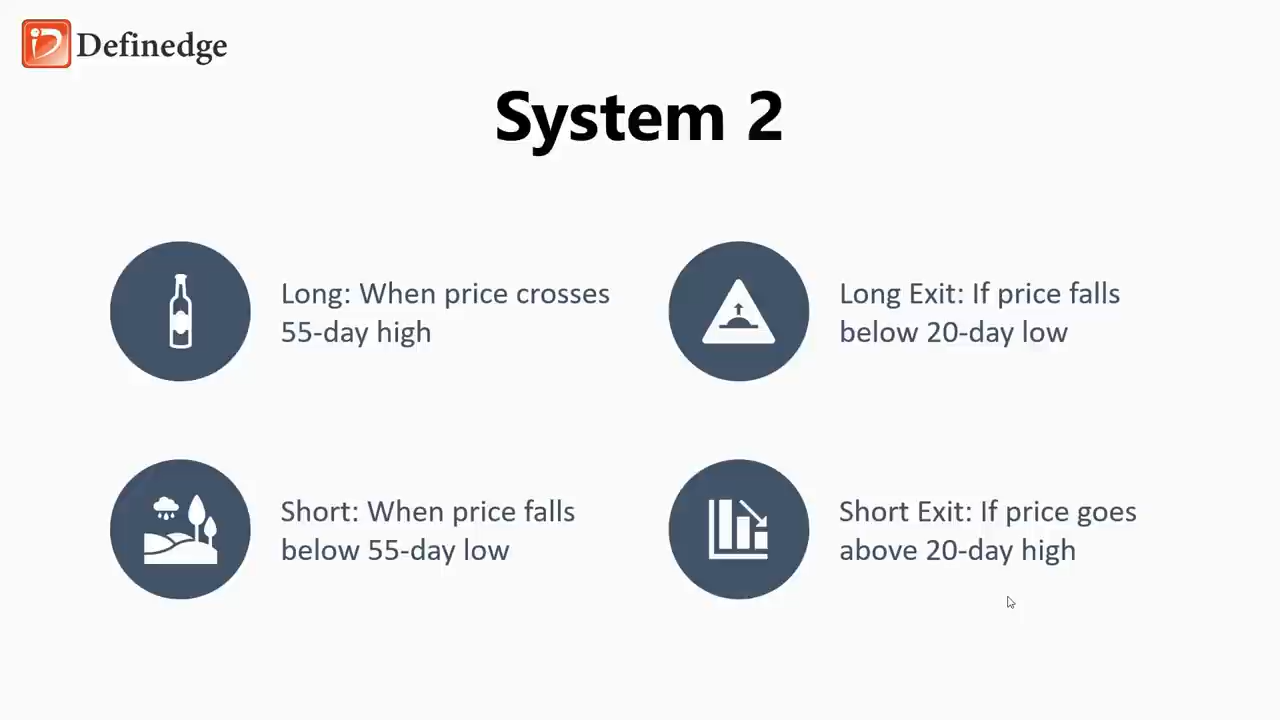 Definedge
System 2
Long: When price crosses
55-day high
Long Exit: If price falls
below 20-day low
Short: When price falls
below 55-day low
Short Exit: If price goes
above 20-day high